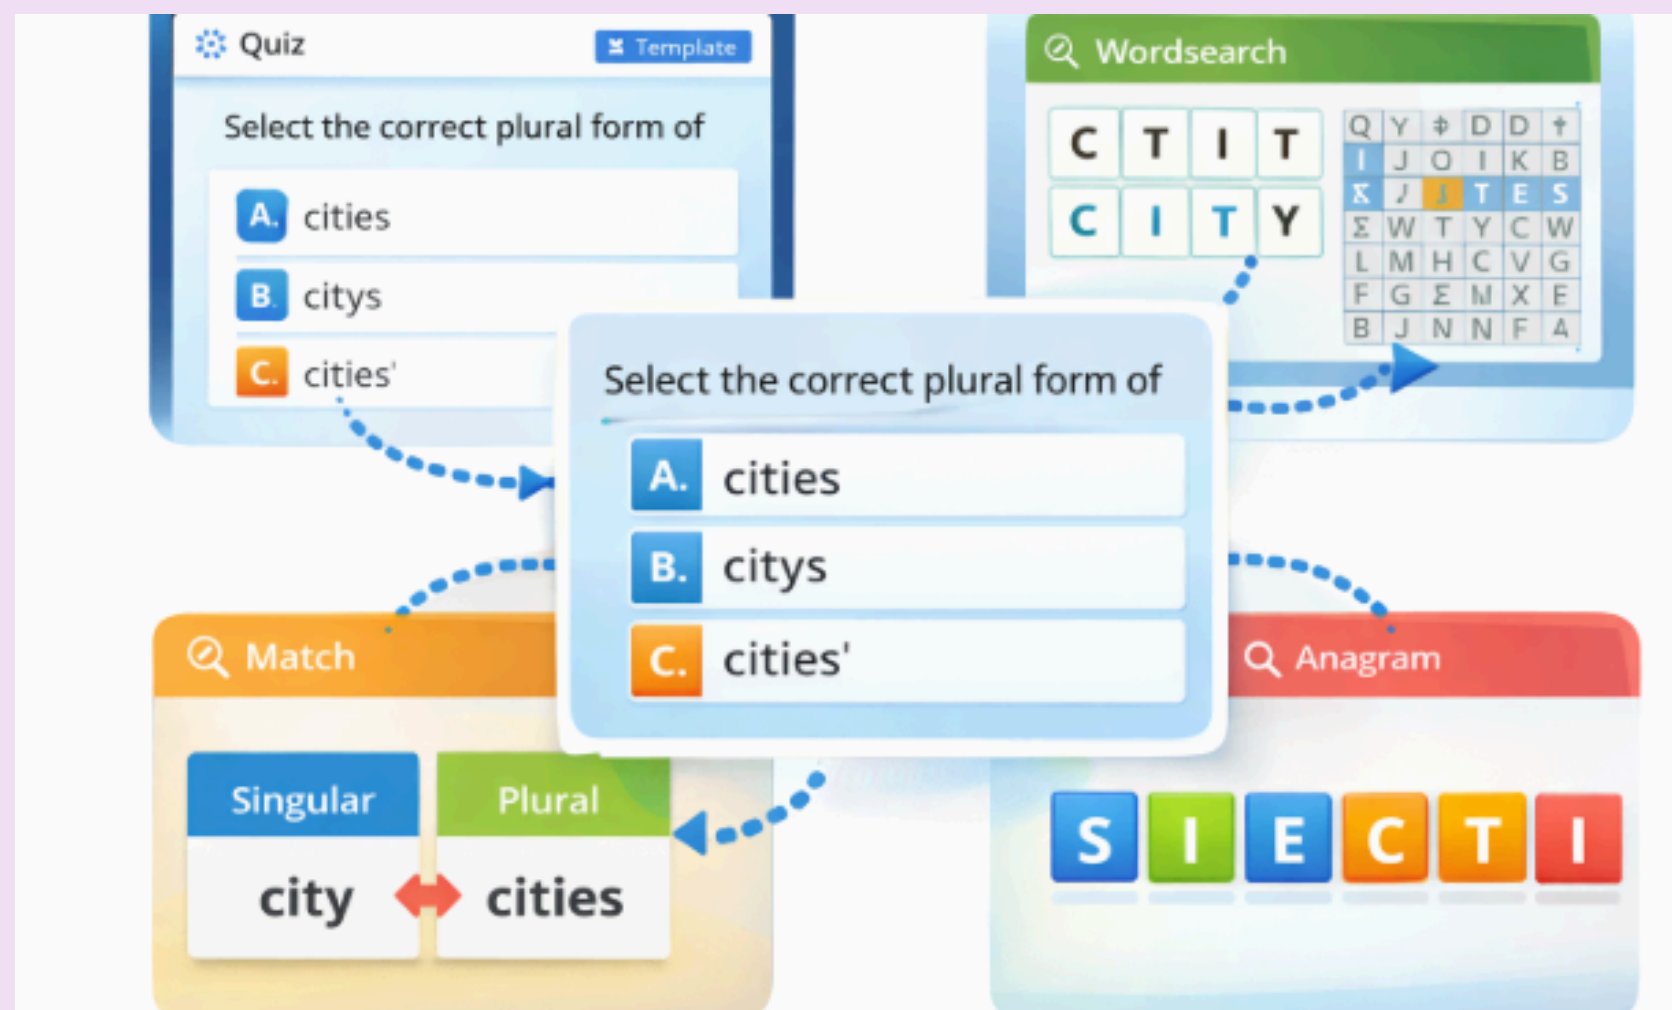 Quiz
Template
Select the correct plural form of
A. cities
B. citys
C. cities'
Wordsearch
C T I T
C I T Y
Q Y D D
I J O I K B
T E S
Σ W T Y C W
L M H C V G
F G Σ M X E
B J N N F A
Select the correct plural form of
A. cities
B. citys
C. cities'
Match
Singular Plural
city cities
Anagram
S I E C T I